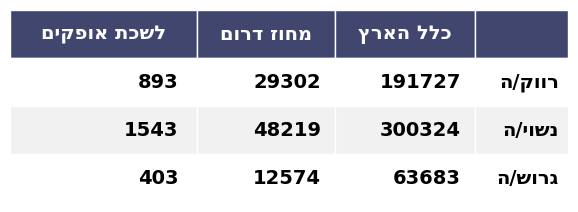 כלל הארץ מחוז דרום לשכת אופקים
רווק/ה 191727 29302 893
נשוי/ה 300324 48219 1543
גרוש/ה 63683 12574 403